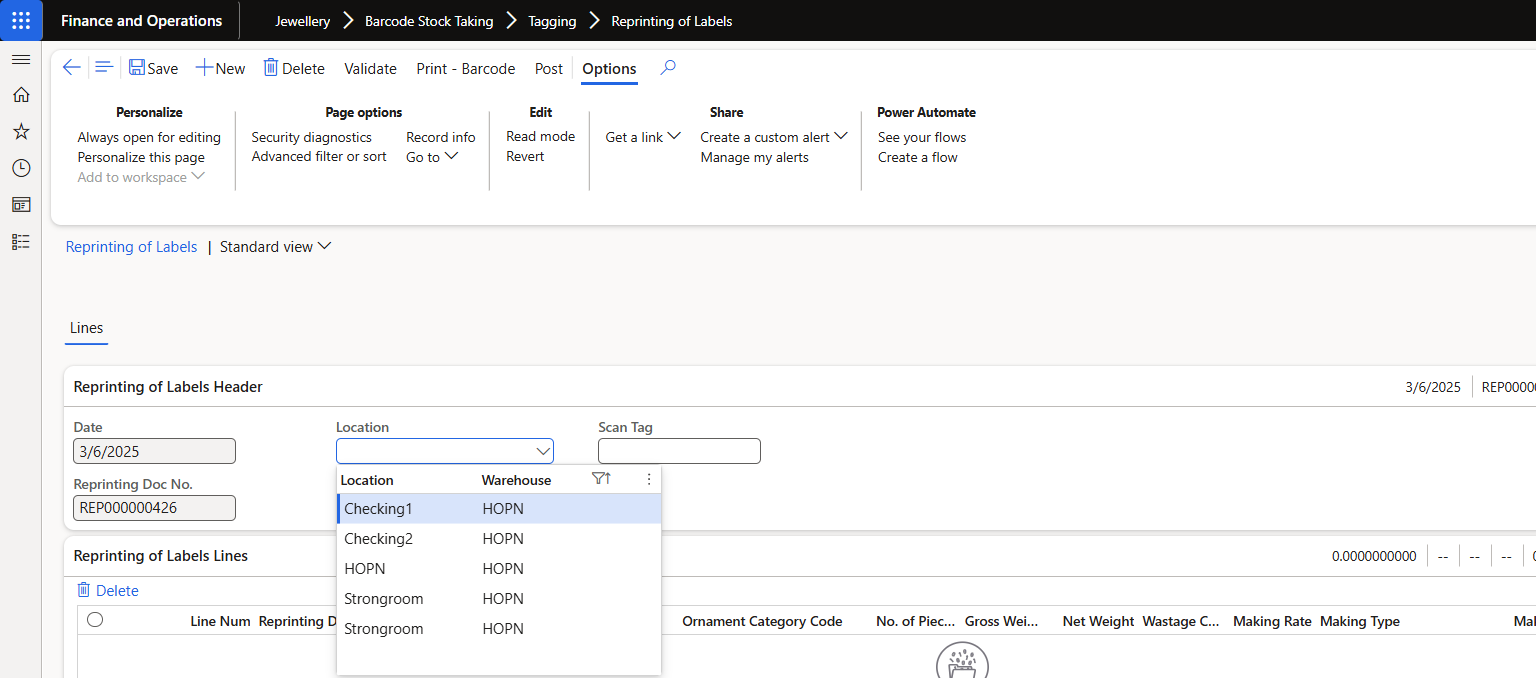 Finance and Operations
Jewellery > Barcode Stock Taking > Tagging > Reprinting of Labels
Save New Delete Validate Print - Barcode Post Options
Personalize
Always open for editing
Personalize this page
Add to workspace
Page options
Security diagnostics Record info
Advanced filter or sort Go to
Edit
Read mode
Revert
Share
Get a link Create a custom alert
Manage my alerts
Power Automate
See your flows
Create a flow
Reprinting of Labels | Standard view
Lines
Reprinting of Labels Header 3/6/2025 REP0000
Date Location Scan Tag
3/6/2025
Reprinting Doc No.
REP000000426
Location Warehouse
Checking1 HOPN
Checking2 HOPN
HOPN HOPN
Strongroom HOPN
Strongroom HOPN
Reprinting of Labels Lines 0.0000000000 -- -- --
Delete
Line Num Reprinting D Ornament Category Code No. of Piec... Gross Wei... Net Weight Wastage C... Making Rate Making Type Mal